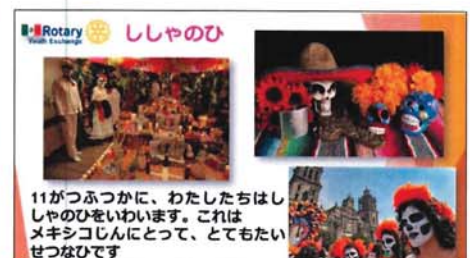 Rotary
Youth Exchange
ししゃのひ
11がつふつかに、わたしたちはし
しゃのひをいわいます。これは
メキシコじんにとって、とてもたい
せつなひです